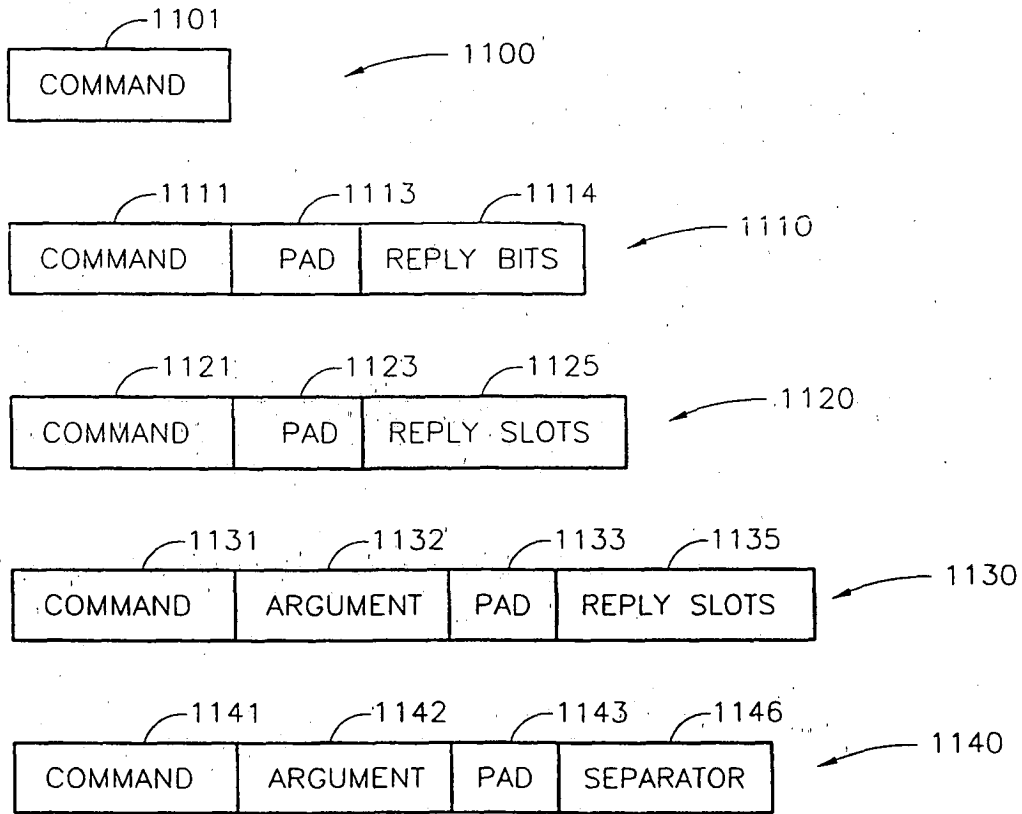 1101
COMMAND
1100
1111 1113 1114
COMMAND PAD REPLY BITS
1110
1121 1123 1125
COMMAND PAD REPLY SLOTS
1120
1131 1132 1133 1135
COMMAND ARGUMENT PAD REPLY SLOTS
1130
1141 1142 1143 1146
COMMAND ARGUMENT PAD SEPARATOR
1140